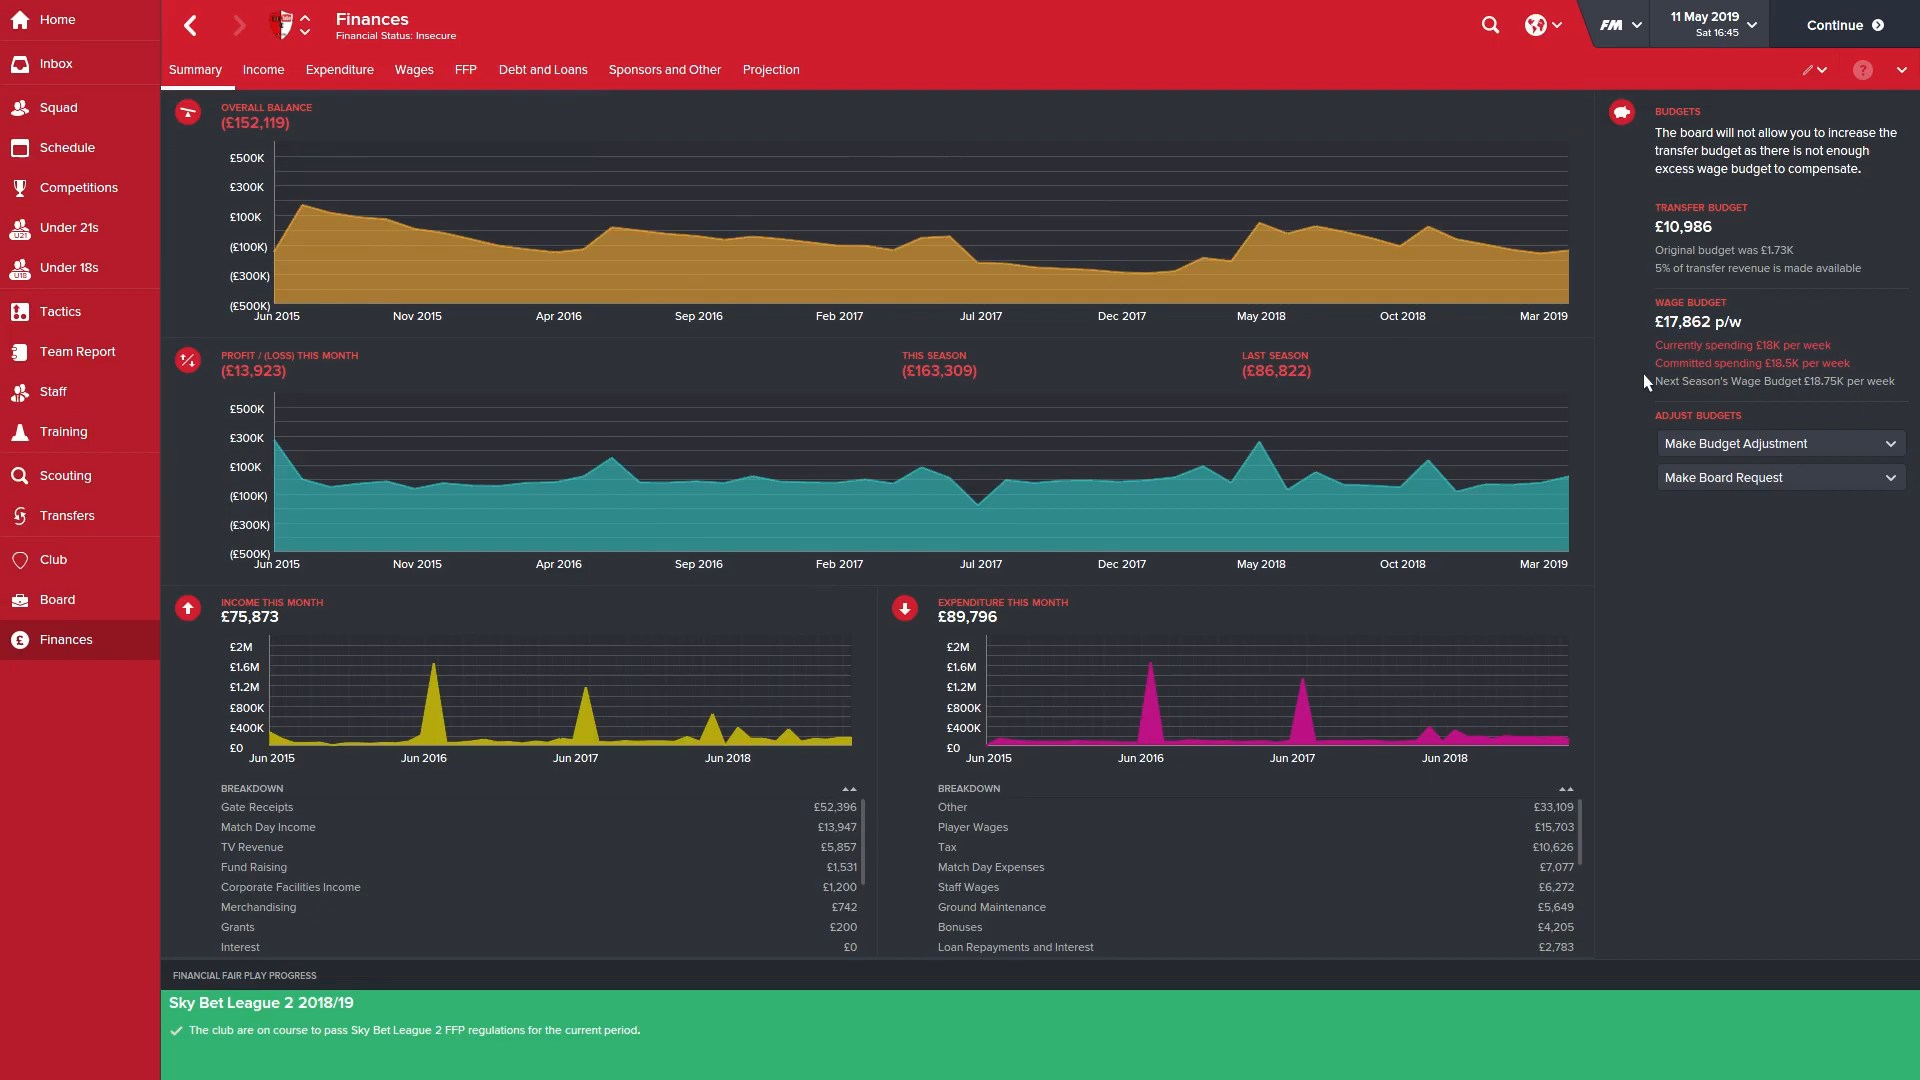 Home
Inbox
Squad
Schedule
Competitions
U21
Under 21s
U18
Under 18s
Tactics
Team Report
Staff
Training
Scouting
Transfers
Club
Board
£ Finances
Finances
Financial Status: Insecure
FM
11 May 2019
Sat 16:45
Continue
Summary Income Expenditure Wages FFP Debt and Loans Sponsors and Other Projection
?
OVERALL BALANCE
(£152,119)
£500K
£300K
£100K
(£100K)
(£300K)
(£500K)
Jun 2015 Nov 2015 Apr 2016 Sep 2016 Feb 2017 Jul 2017 Dec 2017 May 2018 Oct 2018 Mar 2019
PROFIT / (LOSS) THIS MONTH
(£13,923)
THIS SEASON
(£163,309)
LAST SEASON
(£86,822)
£500K
£300K
£100K
(£100K)
(£300K)
(£500K)
Jun 2015 Nov 2015 Apr 2016 Sep 2016 Feb 2017 Jul 2017 Dec 2017 May 2018 Oct 2018 Mar 2019
INCOME THIS MONTH
£75,873
£2M
£1.6M
£1.2M
£800K
£400K
£0
Jun 2015 Jun 2016 Jun 2017 Jun 2018
BREAKDOWN
Gate Receipts £52,396
Match Day Income £13,947
TV Revenue £5,857
Fund Raising £1,531
Corporate Facilities Income £1,200
Merchandising £742
Grants £200
Interest £0
EXPENDITURE THIS MONTH
£89,796
£2M
£1.6M
£1.2M
£800K
£400K
£0
Jun 2015 Jun 2016 Jun 2017 Jun 2018
BREAKDOWN
Other £33,109
Player Wages £15,703
Tax £10,626
Match Day Expenses £7,077
Staff Wages £6,272
Ground Maintenance £5,649
Bonuses £4,205
Loan Repayments and Interest £2,783
BUDGETS
The board will not allow you to increase the
transfer budget as there is not enough
excess wage budget to compensate.
TRANSFER BUDGET
£10,986
Original budget was £1.73K
5% of transfer revenue is made available
WAGE BUDGET
£17,862 p/w
Currently spending £18K per week
Committed spending £18.5K per week
Next Season's Wage Budget £18.75K per week
ADJUST BUDGETS
Make Budget Adjustment
Make Board Request
FINANCIAL FAIR PLAY PROGRESS
Sky Bet League 2 2018/19
The club are on course to pass Sky Bet League 2 FFP regulations for the current period.